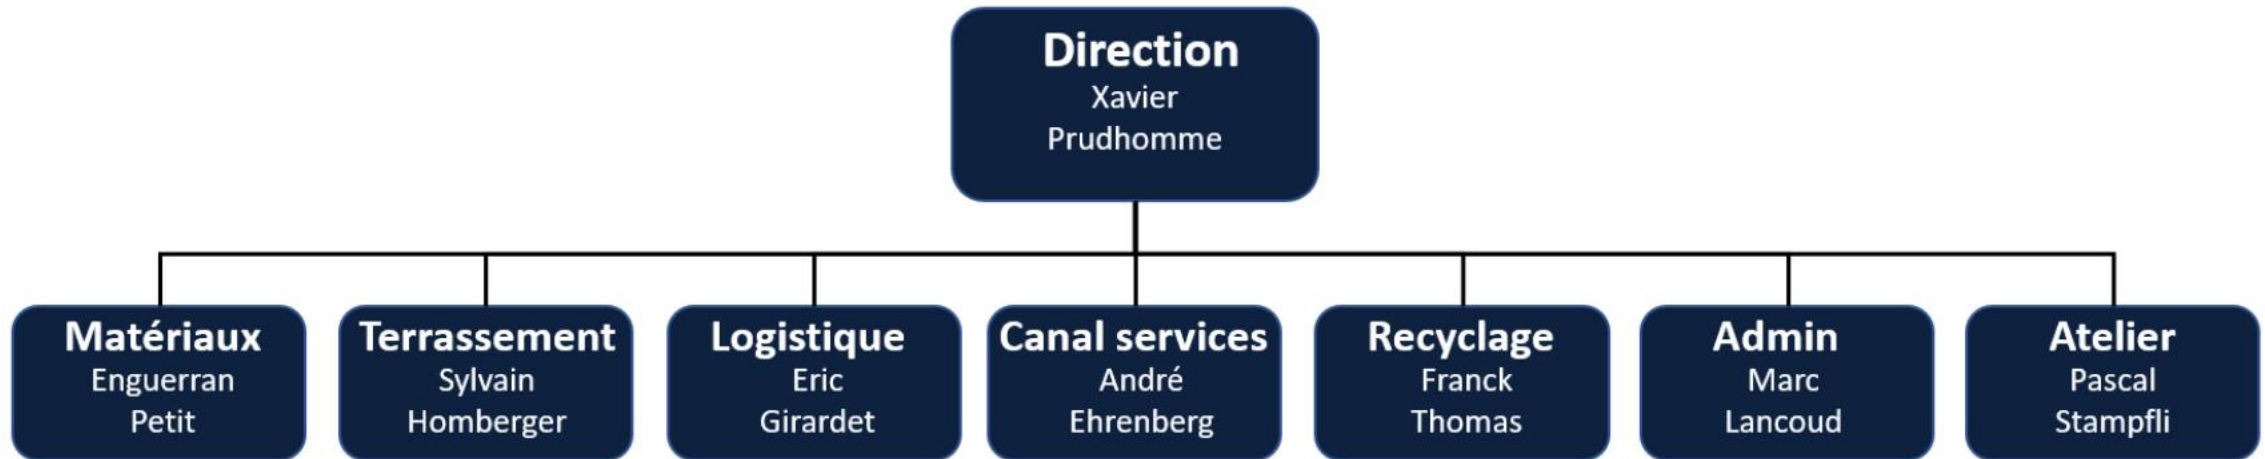 Direction
Xavier
Prudhomme
Matériaux
Enguerran
Petit
Terrassement
Sylvain
Homberger
Logistique
Eric
Girardet
Canal services
André
Ehrenberg
Recyclage
Franck
Thomas
Admin
Marc
Lancoud
Atelier
Pascal
Stampfli